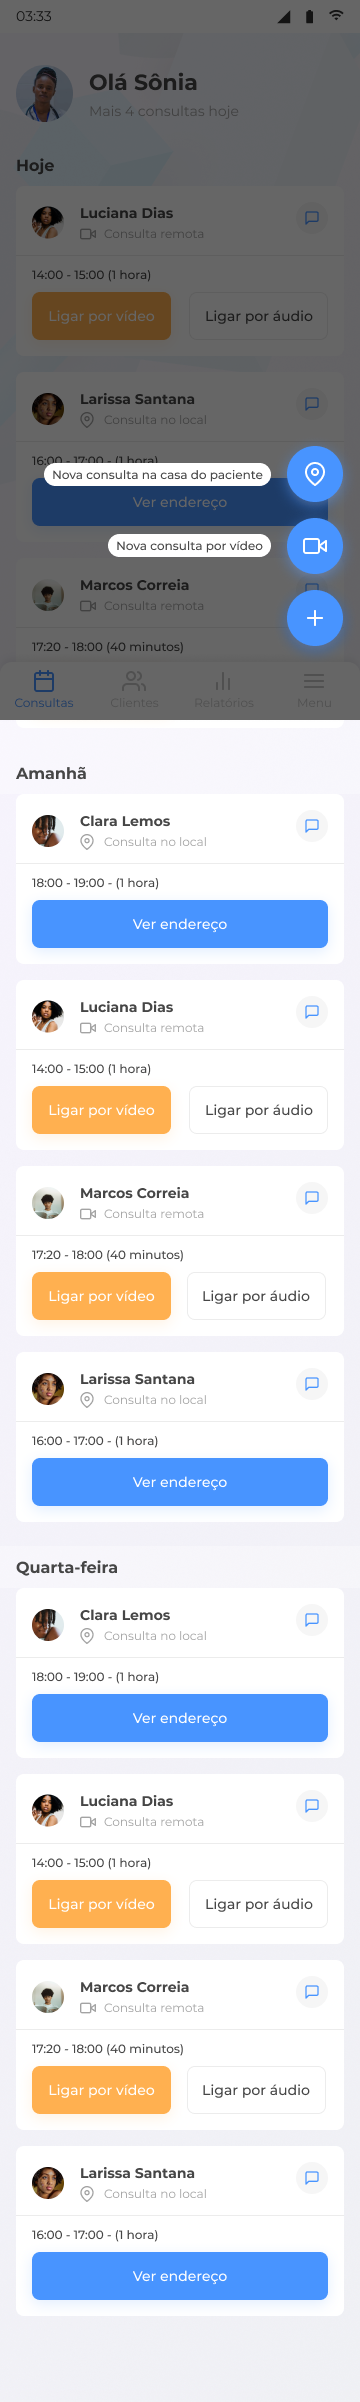 03:33
Olá Sônia
Mais 4 consultas hoje
Hoje
Luciana Dias
Consulta remota
14:00 - 15:00 (1 hora)
Ligar por vídeo
Ligar por áudio
Larissa Santana
Consulta no local
16:00 - 17:00 - (1 hora)
Nova consulta na casa do paciente
Ver endereço
Nova consulta por vídeo
Marcos Correia
Consulta remota
17:20 - 18:00 (40 minutos)
Consultas
Clientes
Relatórios
Menu
Amanhã
Clara Lemos
Consulta no local
18:00 - 19:00 - (1 hora)
Ver endereço
Luciana Dias
Consulta remota
14:00 - 15:00 (1 hora)
Ligar por vídeo
Ligar por áudio
Marcos Correia
Consulta remota
17:20 - 18:00 (40 minutos)
Ligar por vídeo
Ligar por áudio
Larissa Santana
Consulta no local
16:00 - 17:00 - (1 hora)
Ver endereço
Quarta-feira
Clara Lemos
Consulta no local
18:00 - 19:00 - (1 hora)
Ver endereço
Luciana Dias
Consulta remota
14:00 - 15:00 (1 hora)
Ligar por vídeo
Ligar por áudio
Marcos Correia
Consulta remota
17:20 - 18:00 (40 minutos)
Ligar por vídeo
Ligar por áudio
Larissa Santana
Consulta no local
16:00 - 17:00 - (1 hora)
Ver endereço